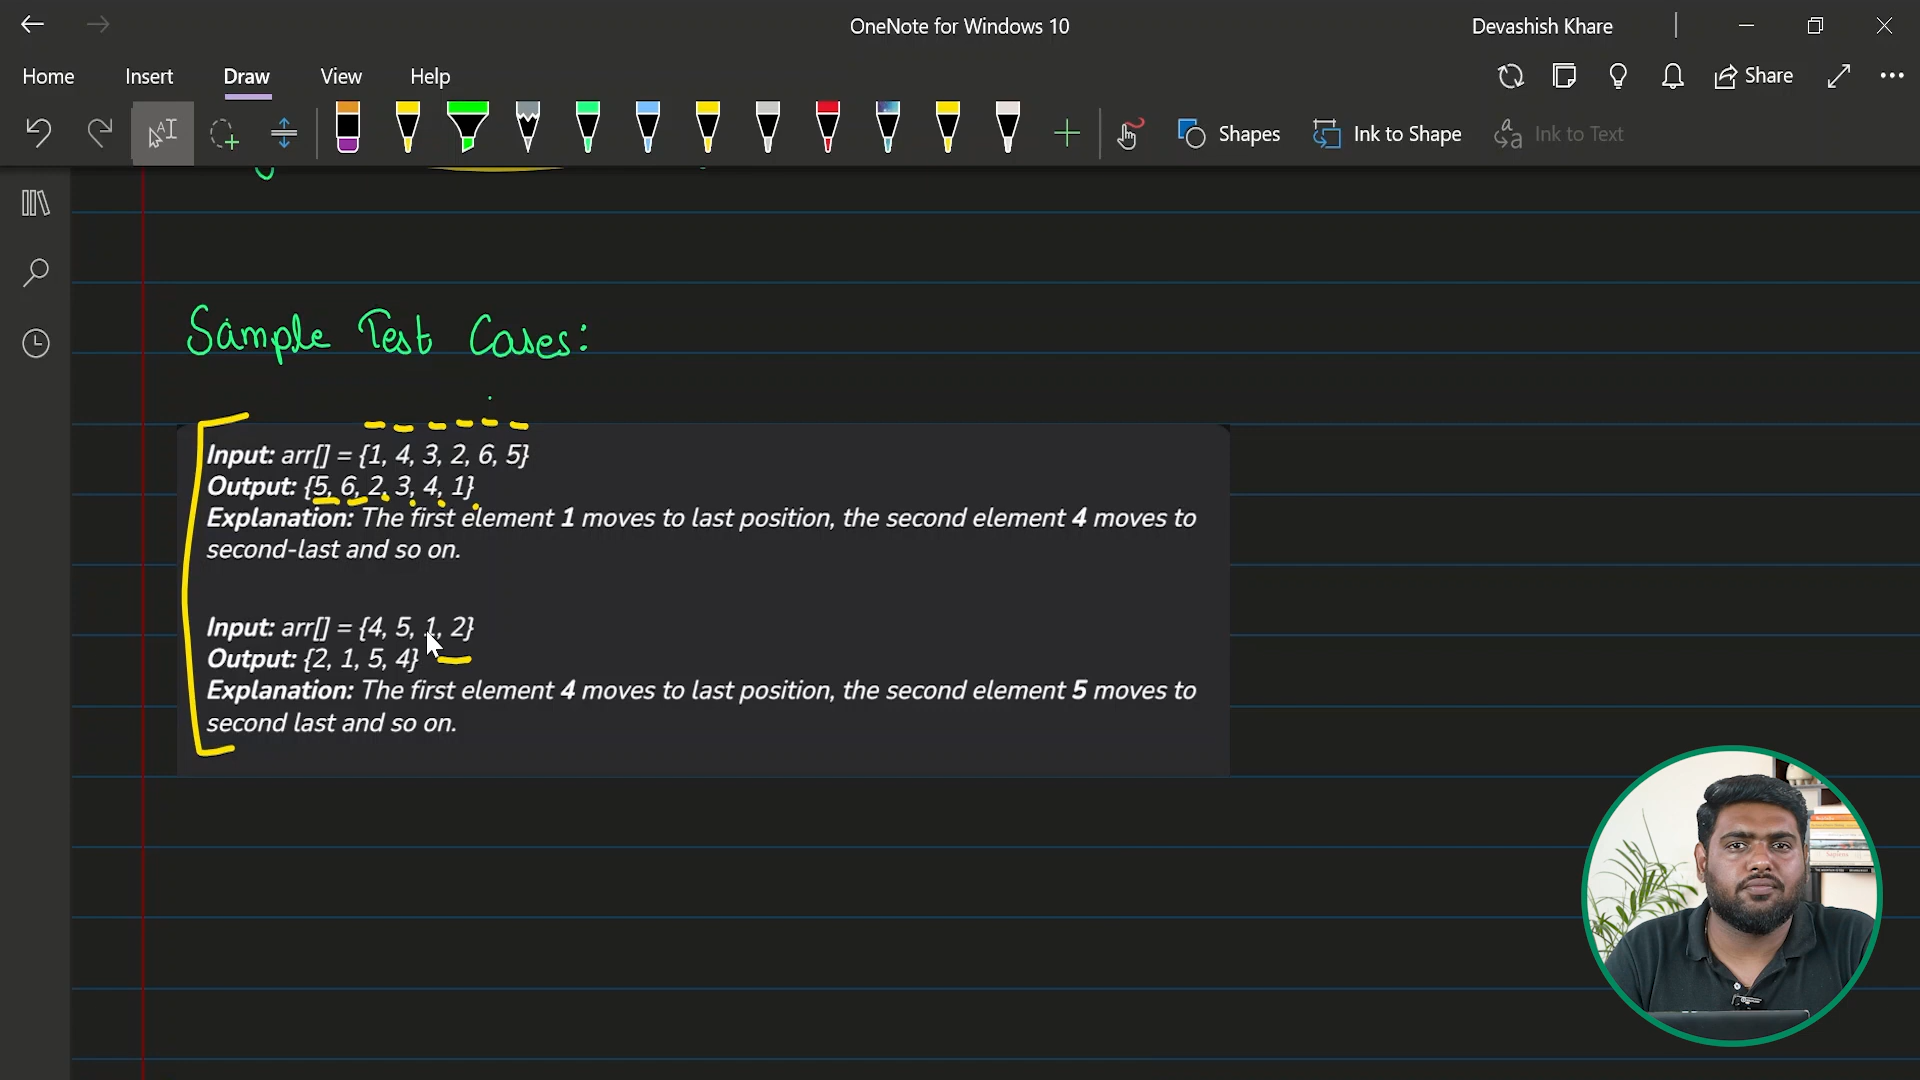 OneNote for Windows 10
Devashish Khare
Home Insert Draw View Help
Share
Shapes Ink to Shape Ink to Text
Sample Test Cases:
Input: arr[] = {1, 4, 3, 2, 6, 5}
Output: {5, 6, 2, 3, 4, 1}
Explanation: The first element 1 moves to last position, the second element 4 moves to
second-last and so on.
Input: arr[] = {4, 5, 1, 2}
Output: {2, 1, 5, 4}
Explanation: The first element 4 moves to last position, the second element 5 moves to
second last and so on.